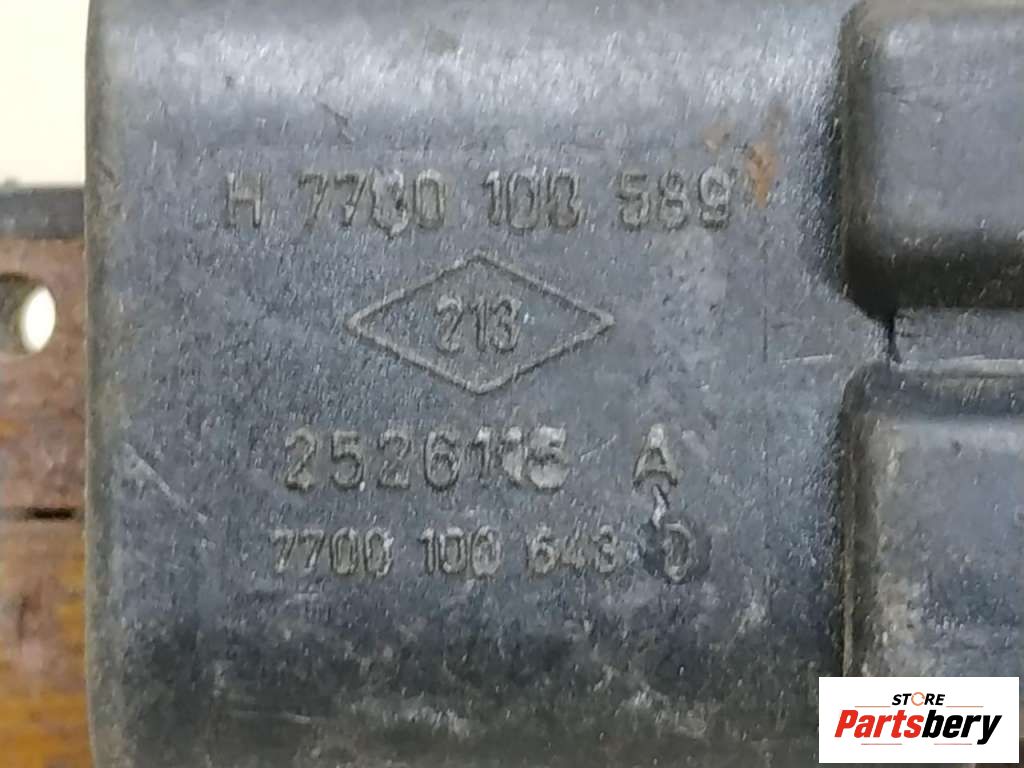 H 7700 100 589
213
2526115 A
7700 100 643 D
STORE
Partsbery